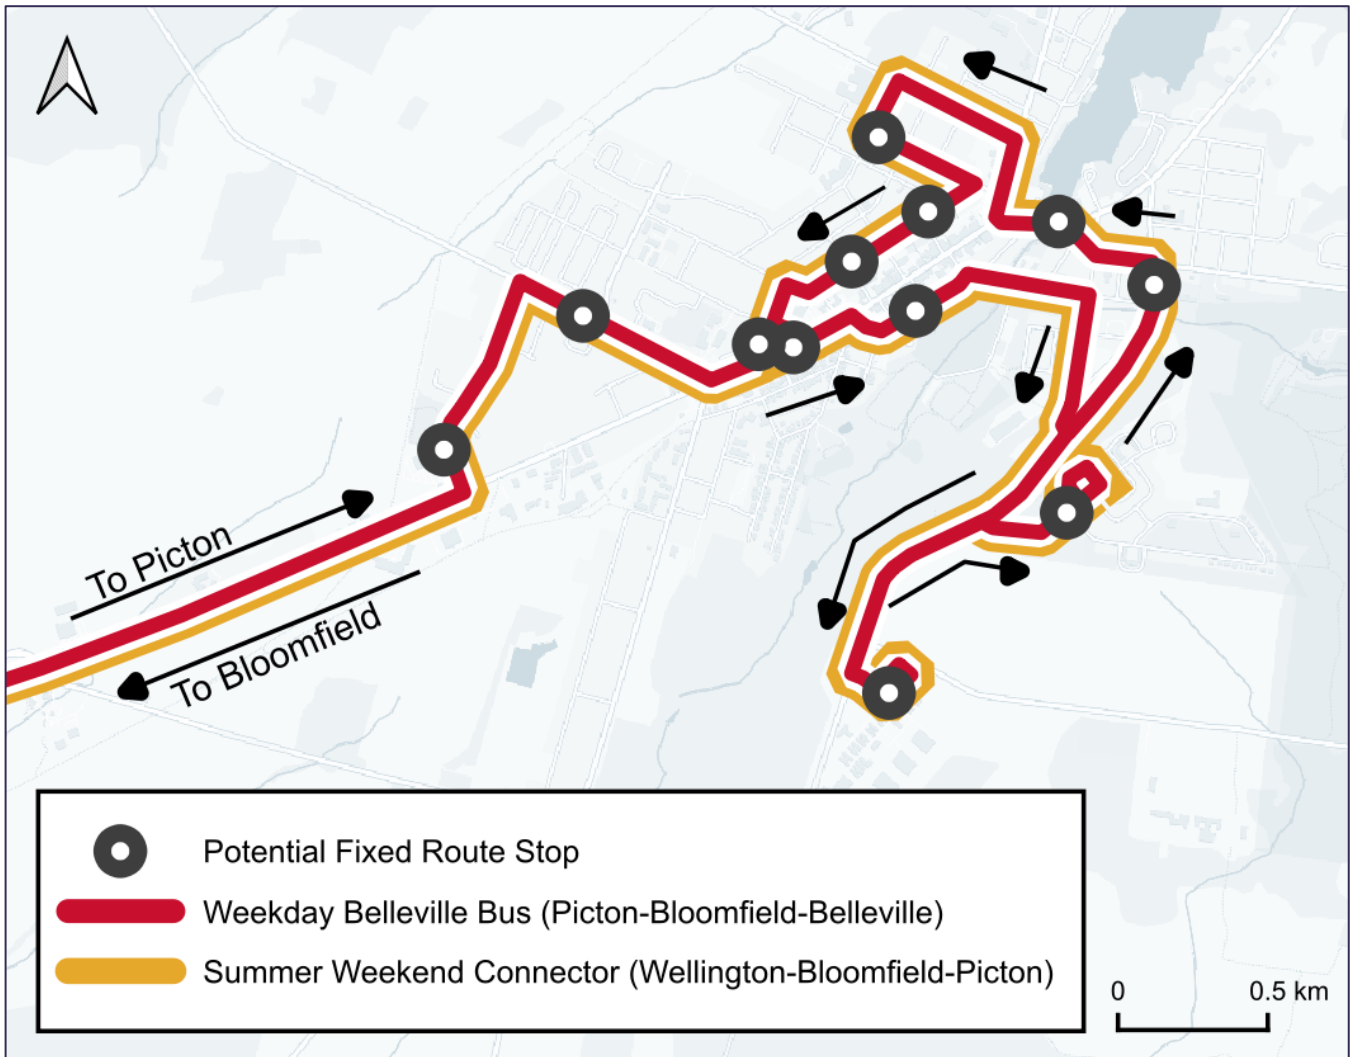 To Picton
To Bloomfield
Potential Fixed Route Stop
Weekday Belleville Bus (Picton-Bloomfield-Belleville)
Summer Weekend Connector (Wellington-Bloomfield-Picton)
0 0.5 km